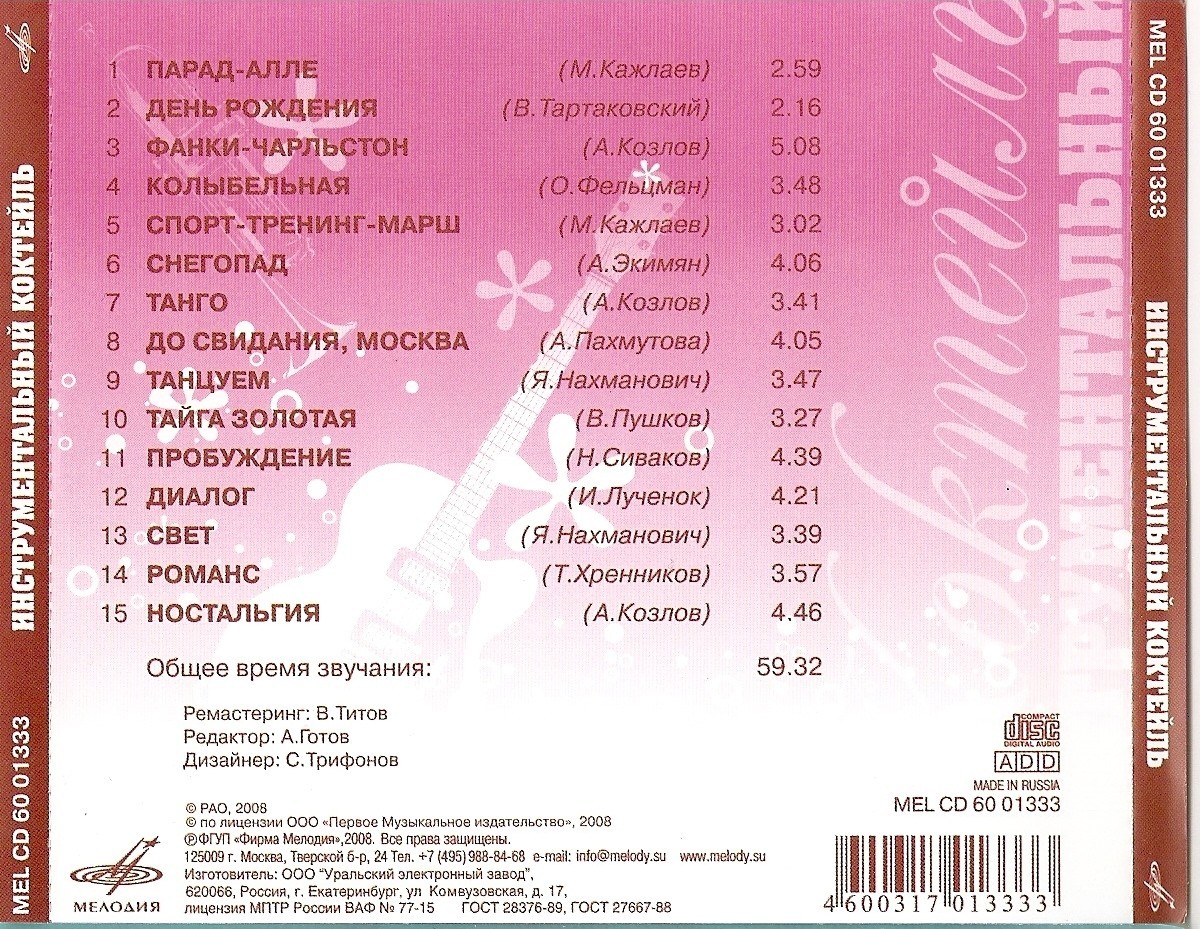 1 ПАРАД-АЛЛЕ (М.Кажлаев) 2.59
2 ДЕНЬ РОЖДЕНИЯ (В.Тартаковский) 2.16
3 ФАНКИ-ЧАРЛЬСТОН (А.Козлов) 5.08
4 КОЛЫБЕЛЬНАЯ (О.Фельцман) 3.48
5 СПОРТ-ТРЕНИНГ-МАРШ (М.Кажлаев) 3.02
6 СНЕГОПАД (А.Экимян) 4.06
7 ТАНГО (А.Козлов) 3.41
8 ДО СВИДАНИЯ, МОСКВА (А.Пахмутова) 4.05
9 ТАНЦУЕМ (Я.Нахманович) 3.47
10 ТАЙГА ЗОЛОТАЯ (В.Пушков) 3.27
11 ПРОБУЖДЕНИЕ (Н.Сиваков) 4.39
12 ДИАЛОГ (И.Лученок) 4.21
13 СВЕТ (Я.Нахманович) 3.39
14 РОМАНС (Т.Хренников) 3.57
15 НОСТАЛЬГИЯ (А.Козлов) 4.46
Общее время звучания: 59.32
Ремастеринг: В.Титов
Редактор: А.Готов
Дизайнер: С.Трифонов
© РАО, 2008
© по лицензии ООО «Первое Музыкальное издательство», 2008
℗ФГУП «Фирма Мелодия»,2008. Все права защищены.
125009 г. Москва, Тверской б-р, 24 Тел. +7 (495) 988-84-68 e-mail: info@melody.su www.melody.su
Изготовитель: ООО "Уральский электронный завод",
620066, Россия, г. Екатеринбург, ул Комвузовская, д. 17,
лицензия МПТР России ВАФ № 77-15 ГОСТ 28376-89, ГОСТ 27667-88
МЕЛОДИЯ
COMPACT
disc
DIGITAL AUDIO
ADD
MADE IN RUSSIA
MEL CD 60 01333
4 600317 013333
ИНСТРУМЕНТАЛЬНЫЙ КОКТЕЙЛЬ
MEL CD 60 01333
MEL CD 60 01333
ИНСТРУМЕНТАЛЬНЫЙ КОКТЕЙЛЬ
октейль
РУМЕНТАЛЬНЫЙ